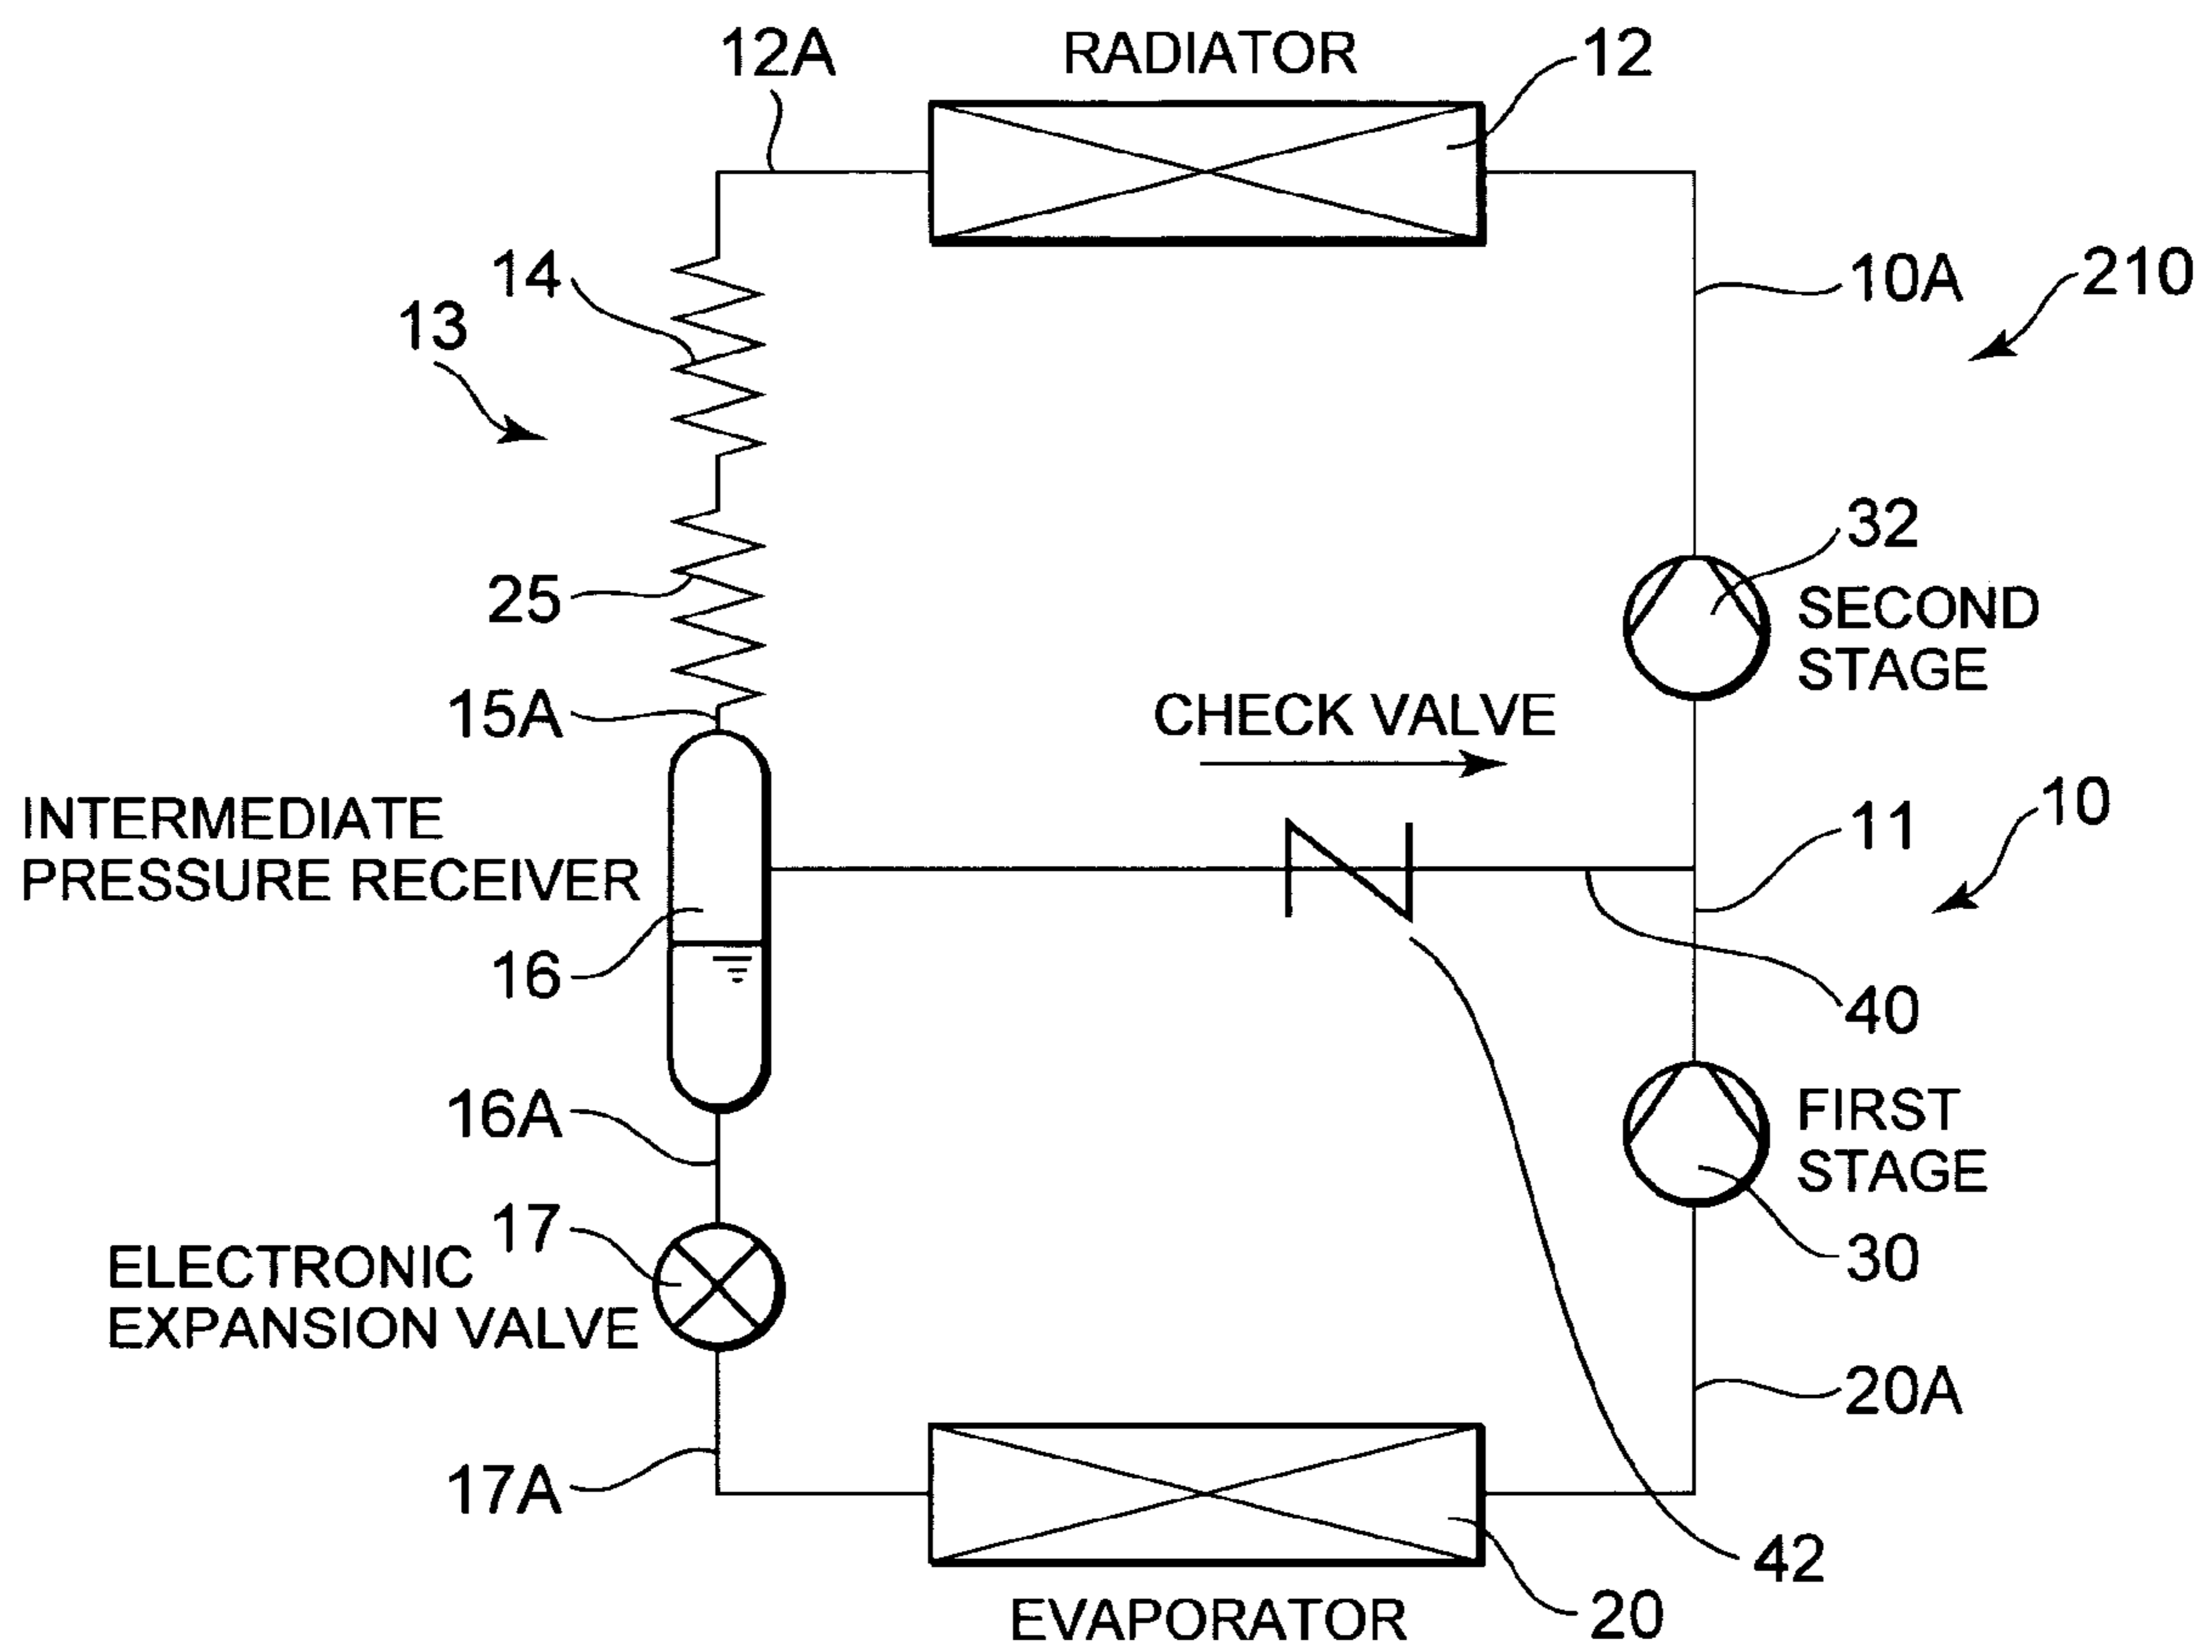 12A
RADIATOR
12
14
10A
210
13
32
25
SECOND
STAGE
15A
CHECK VALVE
INTERMEDIATE
PRESSURE RECEIVER
11
10
16
40
16A
FIRST
STAGE
17
ELECTRONIC
EXPANSION VALVE
30
20A
17A
42
EVAPORATOR
20